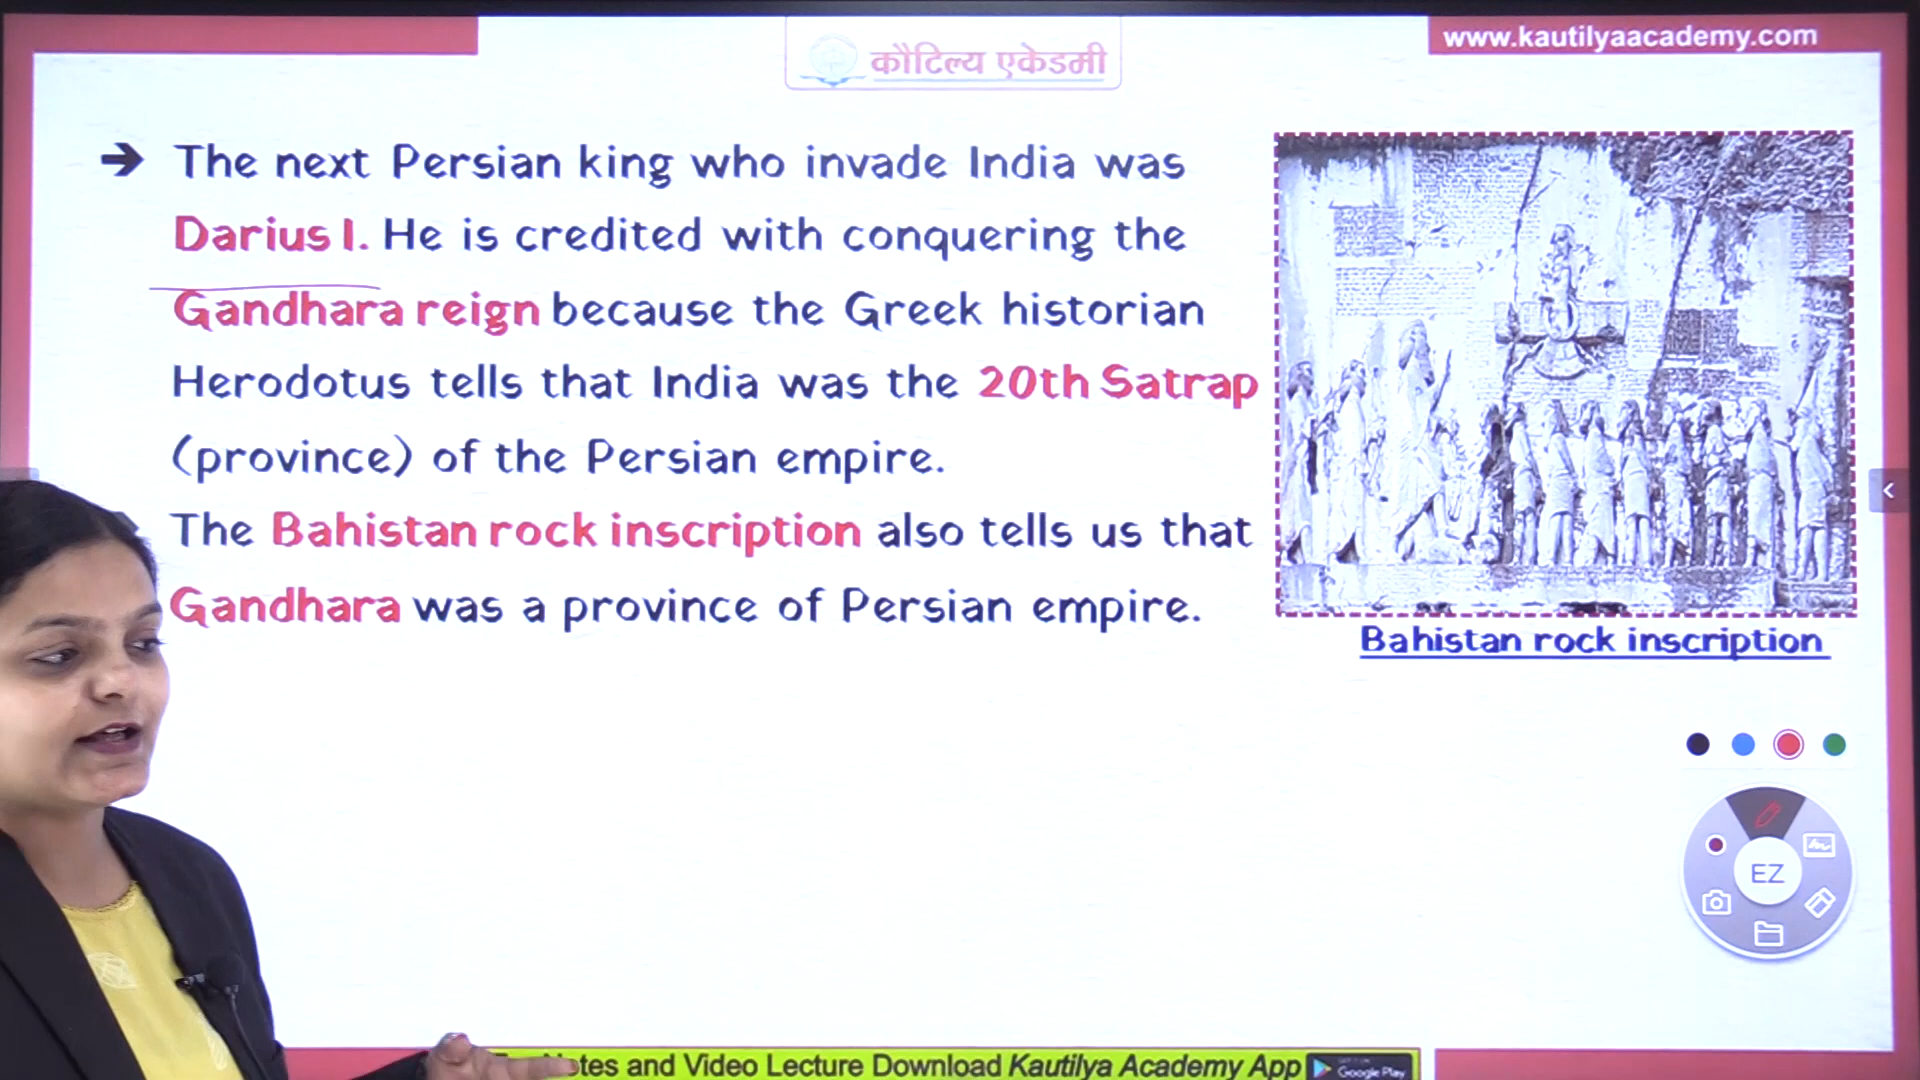 www.kautilyaacademy.com
कौटिल्य एकेडमी
The next Persian king who invade India was
Darius I. He is credited with conquering the
Gandhara reign because the Greek historian
Herodotus tells that India was the 20th Satrap
(province) of the Persian empire.
The Bahistan rock inscription also tells us that
Gandhara was a province of Persian empire.
Bahistan rock inscription
EZ
and Video Lecture Download Kautilya Academy App
Google Play